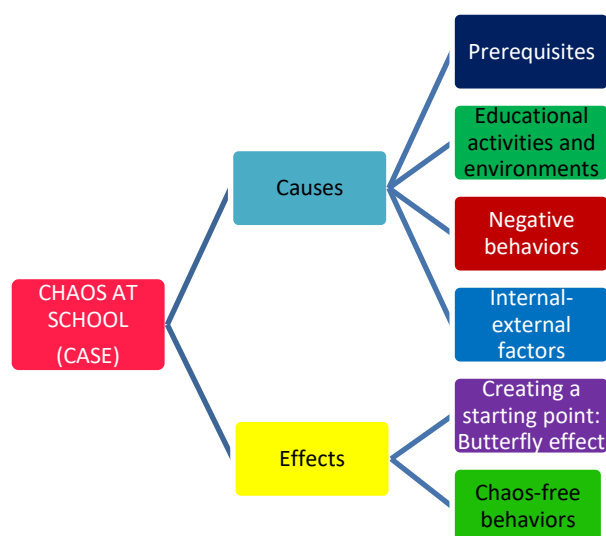 CHAOS AT
SCHOOL
(CASE)
Causes
Effects
Prerequisites
Educational
activities and
environments
Negative
behaviors
Internal-
external
factors
Creating a
starting point:
Butterfly effect
Chaos-free
behaviors